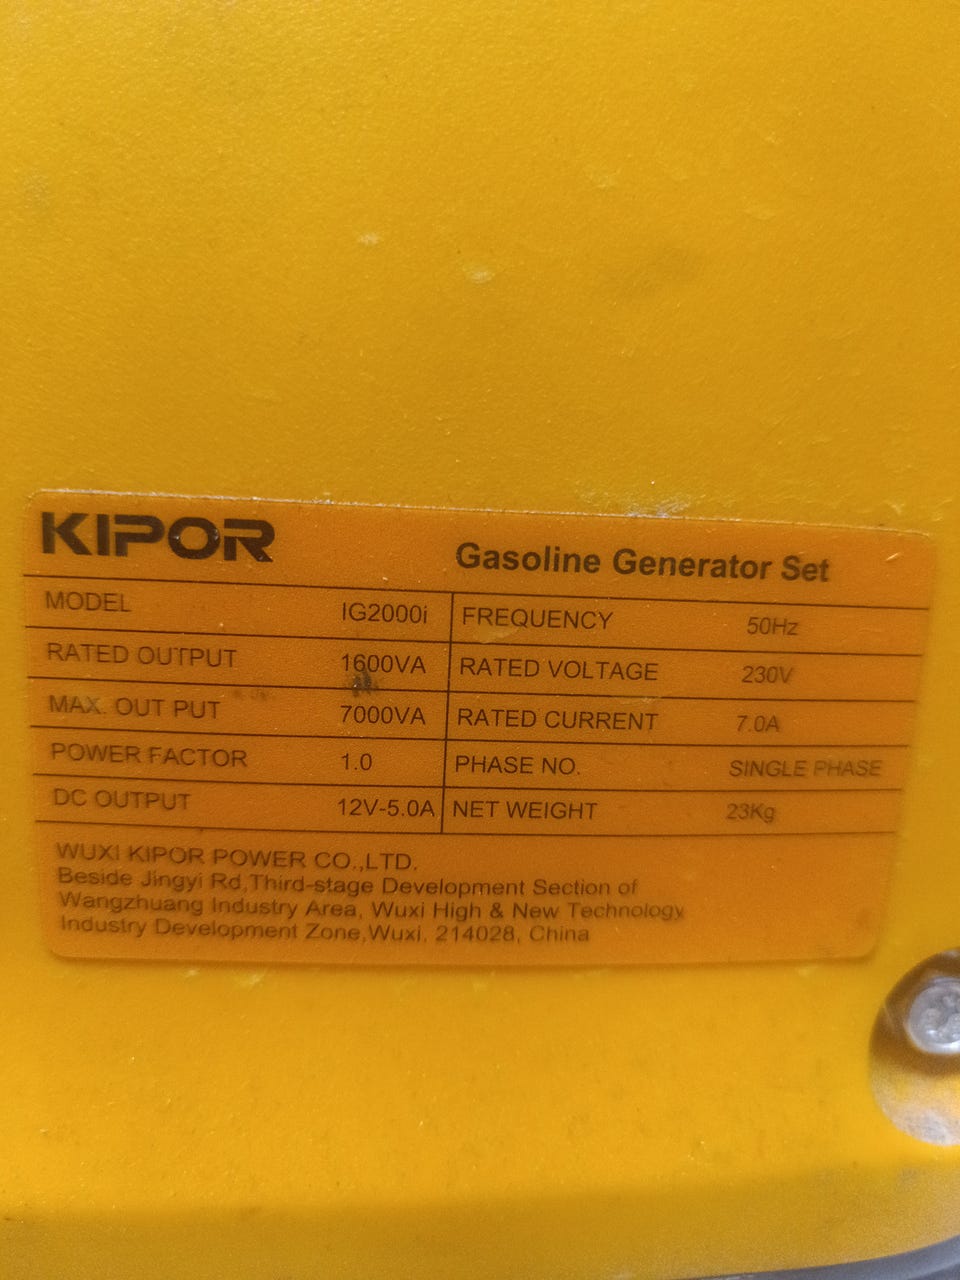 KIPOR Gasoline Generator Set
MODEL IG2000i FREQUENCY 50Hz
RATED OUTPUT 1600VA RATED VOLTAGE 230V
MAX. OUT PUT 7000VA RATED CURRENT 7.0A
POWER FACTOR 1.0 PHASE NO. SINGLE PHASE
DC OUTPUT 12V-5.0A NET WEIGHT 23Kg
WUXI KIPOR POWER CO.,LTD.
Beside Jingyi Rd,Third-stage Development Section of
Wangzhuang Industry Area, Wuxi High & New Technology
Industry Development Zone,Wuxi, 214028, China